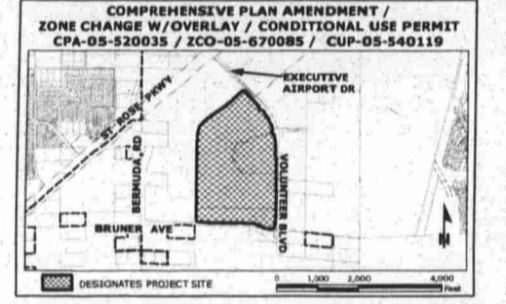 COMPREHENSIVE PLAN AMENDMENT /
ZONE CHANGE W/OVERLAY / CONDITIONAL USE PERMIT
CPA-05-520035 / ZCO-05-670085 / CUP-05-540119
EXECUTIVE
AIRPORT DR
ST ROSE PKWY
BERMUDA RD
VOLUNTEER BLVD
BRUNER AVE
N
DESIGNATES PROJECT SITE
0 1,000 2,000 4,000
Feet